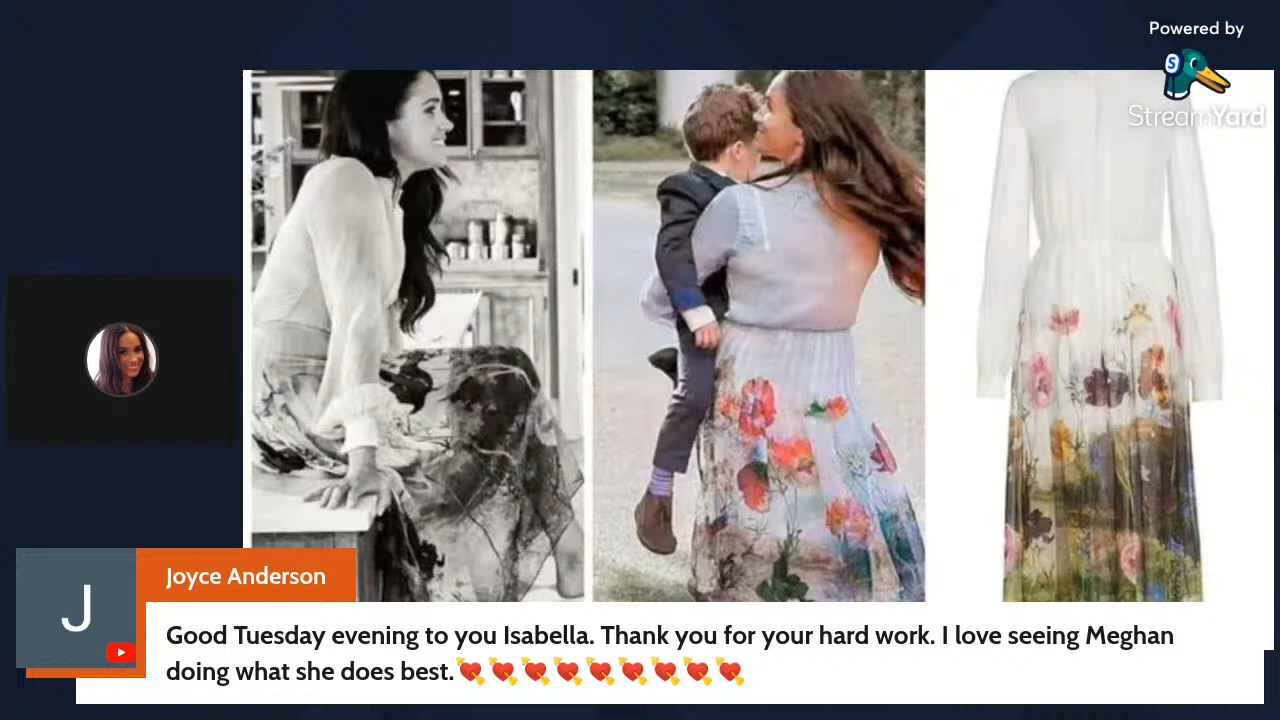 Powered by
S
StreamYard
J
Joyce Anderson
Good Tuesday evening to you Isabella. Thank you for your hard work. I love seeing Meghan
doing what she does best.💘💘💘💘💘💘💘💘💘